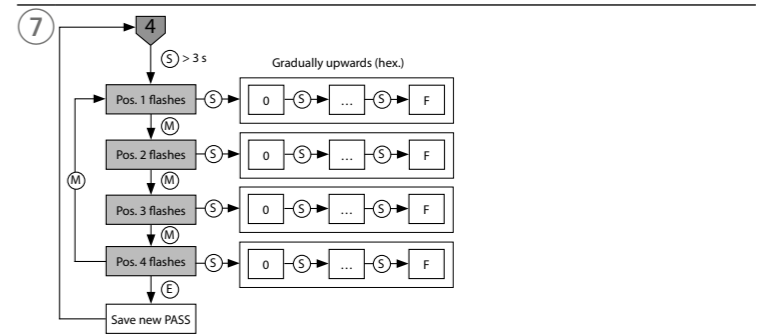 7
4
S > 3 s
Gradually upwards (hex.)
Pos. 1 flashes S 0 S ... S F
M
Pos. 2 flashes S 0 S ... S F
M
M
Pos. 3 flashes S 0 S ... S F
M
Pos. 4 flashes S 0 S ... S F
E
Save new PASS